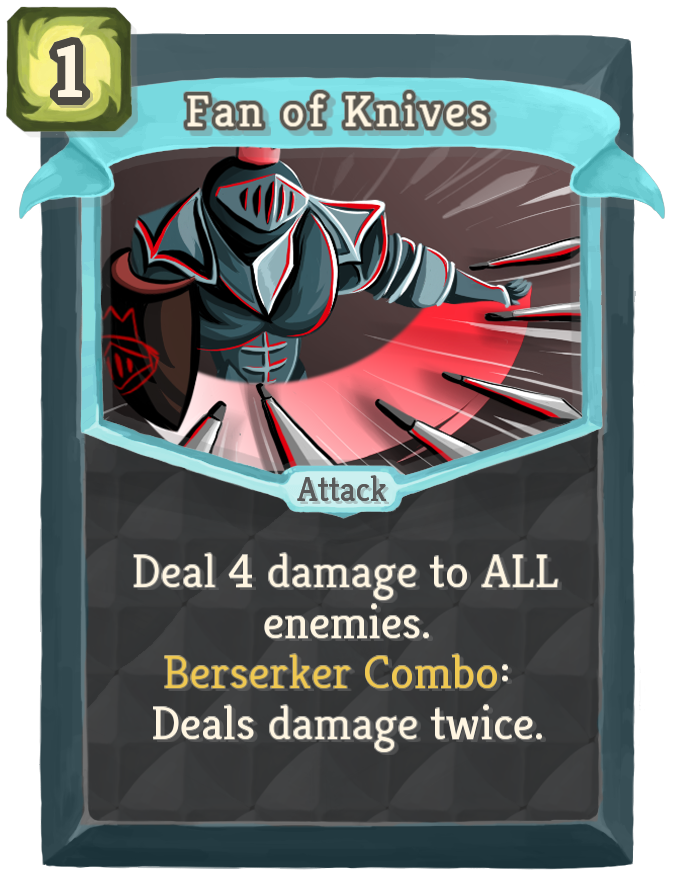 1
Fan of Knives
Attack
Deal 4 damage to ALL
enemies.
Berserker Combo:
Deals damage twice.